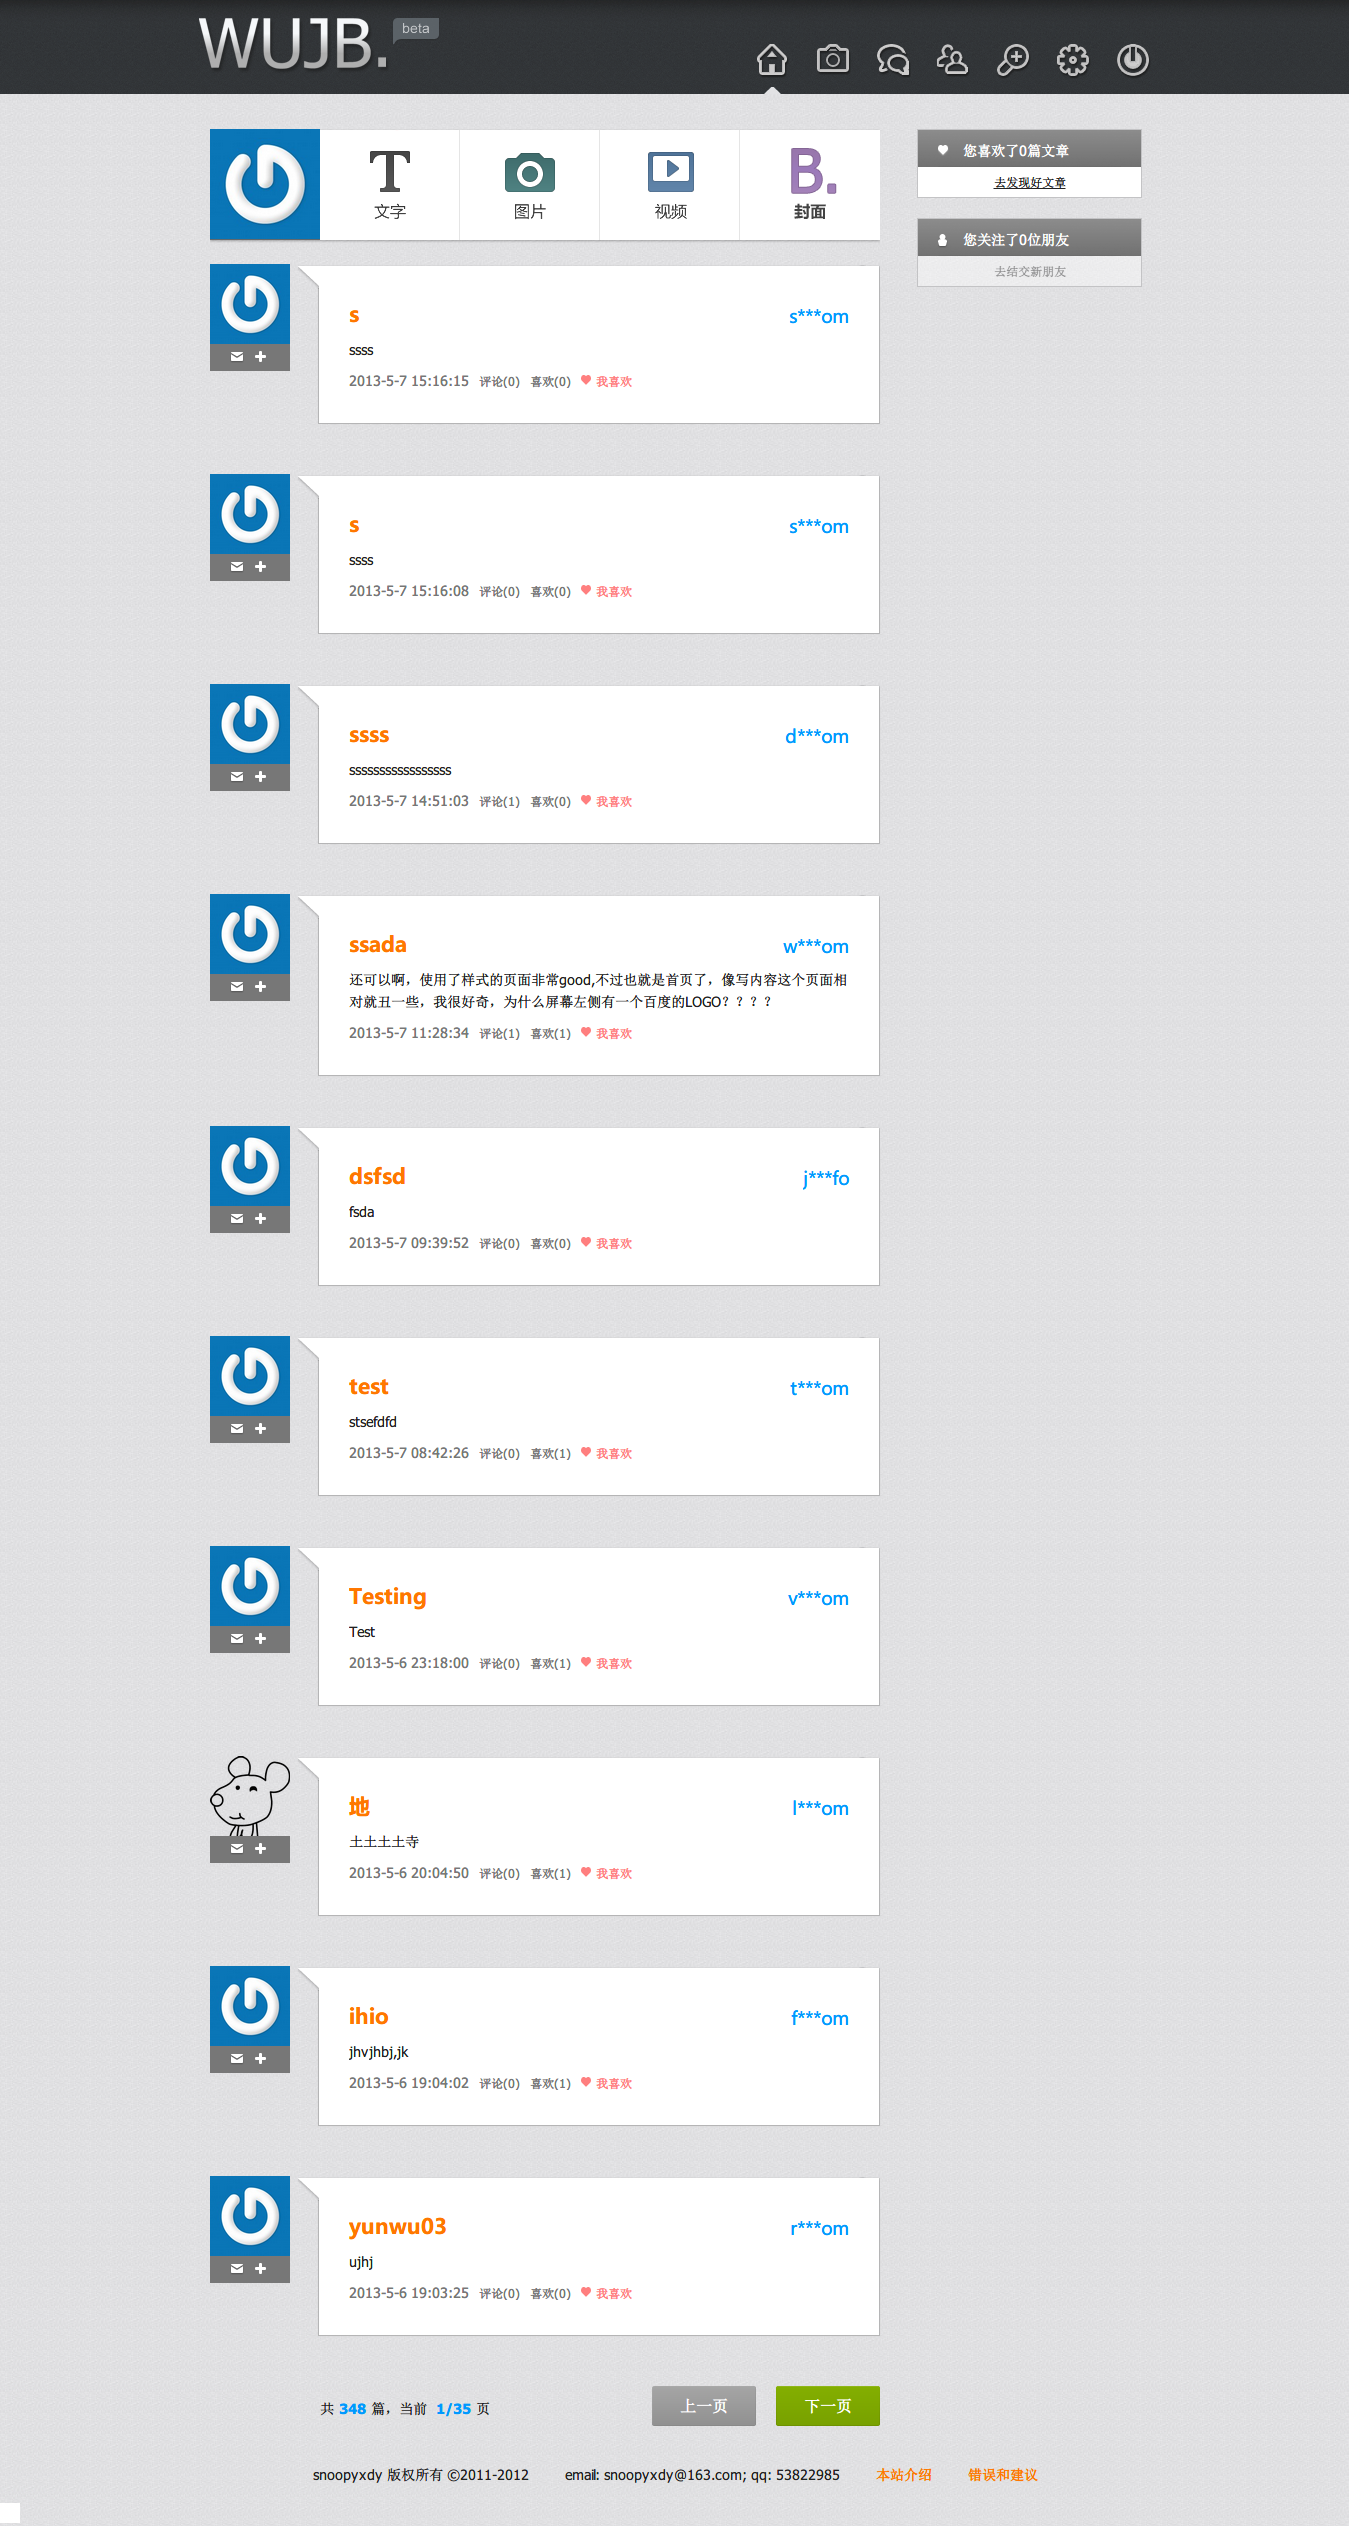 WUJB. beta
文字 图片 视频 B. 封面
您喜欢了0篇文章
去发现好文章
您关注了0位朋友
去结交新朋友
s s***om
ssss
2013-5-7 15:16:15 评论(0) 喜欢(0) 我喜欢
s s***om
ssss
2013-5-7 15:16:08 评论(0) 喜欢(0) 我喜欢
ssss d***om
sssssssssssssssss
2013-5-7 14:51:03 评论(1) 喜欢(0) 我喜欢
ssada w***om
还可以啊，使用了样式的页面非常good,不过也就是首页了，像写内容这个页面相
对就丑一些，我很好奇，为什么屏幕左侧有一个百度的LOGO？？？？
2013-5-7 11:28:34 评论(1) 喜欢(1) 我喜欢
dsfsd j***fo
fsda
2013-5-7 09:39:52 评论(0) 喜欢(0) 我喜欢
test t***om
stsefdfd
2013-5-7 08:42:26 评论(0) 喜欢(1) 我喜欢
Testing v***om
Test
2013-5-6 23:18:00 评论(0) 喜欢(1) 我喜欢
地 l***om
土土土土寺
2013-5-6 20:04:50 评论(0) 喜欢(1) 我喜欢
ihio f***om
jhvjhbj,jk
2013-5-6 19:04:02 评论(0) 喜欢(1) 我喜欢
yunwu03 r***om
ujhj
2013-5-6 19:03:25 评论(0) 喜欢(0) 我喜欢
共 348 篇，当前 1/35 页 上一页 下一页
snoopyxdy 版权所有 ©2011-2012 email: snoopyxdy@163.com; qq: 53822985 本站介绍 错误和建议